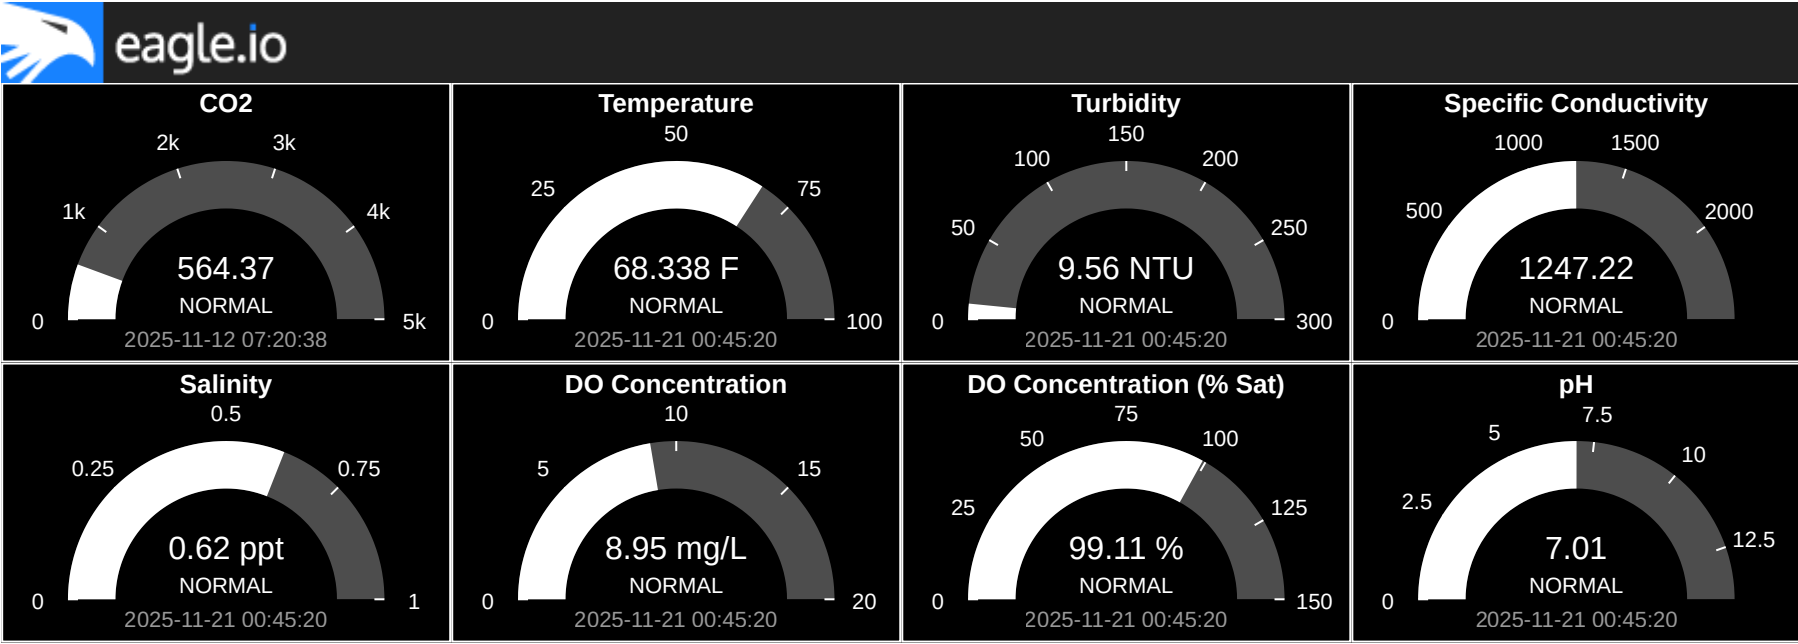 eagle.io
CO2
2k 3k
1k 4k
564.37
NORMAL
0 5k
2025-11-12 07:20:38
Temperature
50
25 75
68.338 F
NORMAL
0 100
2025-11-21 00:45:20
Turbidity
150
100 200
50 250
9.56 NTU
NORMAL
0 300
2025-11-21 00:45:20
Specific Conductivity
1000 1500
500 2000
1247.22
NORMAL
0
2025-11-21 00:45:20
Salinity
0.5
0.25 0.75
0.62 ppt
NORMAL
0 1
2025-11-21 00:45:20
DO Concentration
10
5 15
8.95 mg/L
NORMAL
0 20
2025-11-21 00:45:20
DO Concentration (% Sat)
75
50 100
25 125
99.11 %
NORMAL
0 150
2025-11-21 00:45:20
pH
7.5
5 10
2.5 12.5
7.01
NORMAL
0
2025-11-21 00:45:20